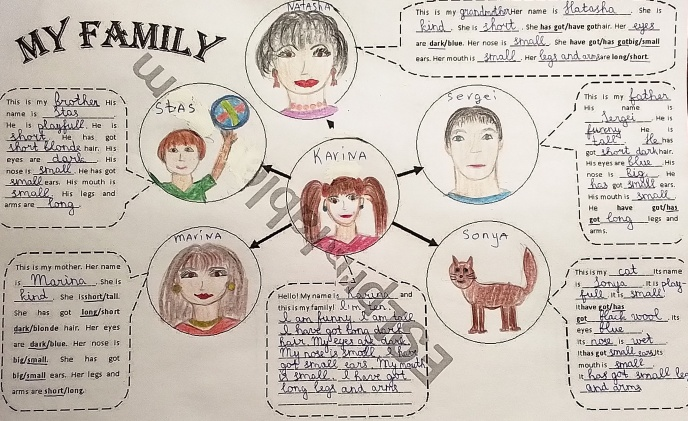 MY FAMILY
NATASHA
This is my grandmother Her name is Natasha
kind. She is short. She has got/have got hair. Her eyes
are dark/blue. Her nose is small. She have got/has got big/small
ears. Her mouth is small. Her legs and arms are long/short.
This is my brother His
name is Stas
He is playfull. He is
short. He has got
short blonde hair. His
eyes are dark. His
nose is small. He has got
small ears. His mouth is
small. His legs and
arms are long.
Stas
Sergei
This is my father
His name is
Sergei. He is
funny He is
tall He has
got short dark hair.
His eyes are blue. His
nose is big. He
has got small ears.
His mouth is small.
He have got/has
got long legs and
arms.
KARINA
MARINA
This is my mother. Her name
is Marina. She is
kind. She is short/tall.
She has got long/short
dark/blonde hair. Her eyes
are dark/blue. Her nose is
big/small. She has got
big/small ears. Her legs and
arms are short/long.
Hello! My name is Karina and
this is my family! I'm ten.
I am funny. I am tall
I have got long dark
hair. My eyes are dark
My nose is small. I have
got small ears. My mouth
is small. I have got
long legs and arms
Sonya
This is my cat Its name
is Sonya. It is play-
full. It is small
It have got/has
got black wool. Its
eyes blue.
Its nose is wet.
It has got small ears Its
mouth is small.
It has got small leg
and arms